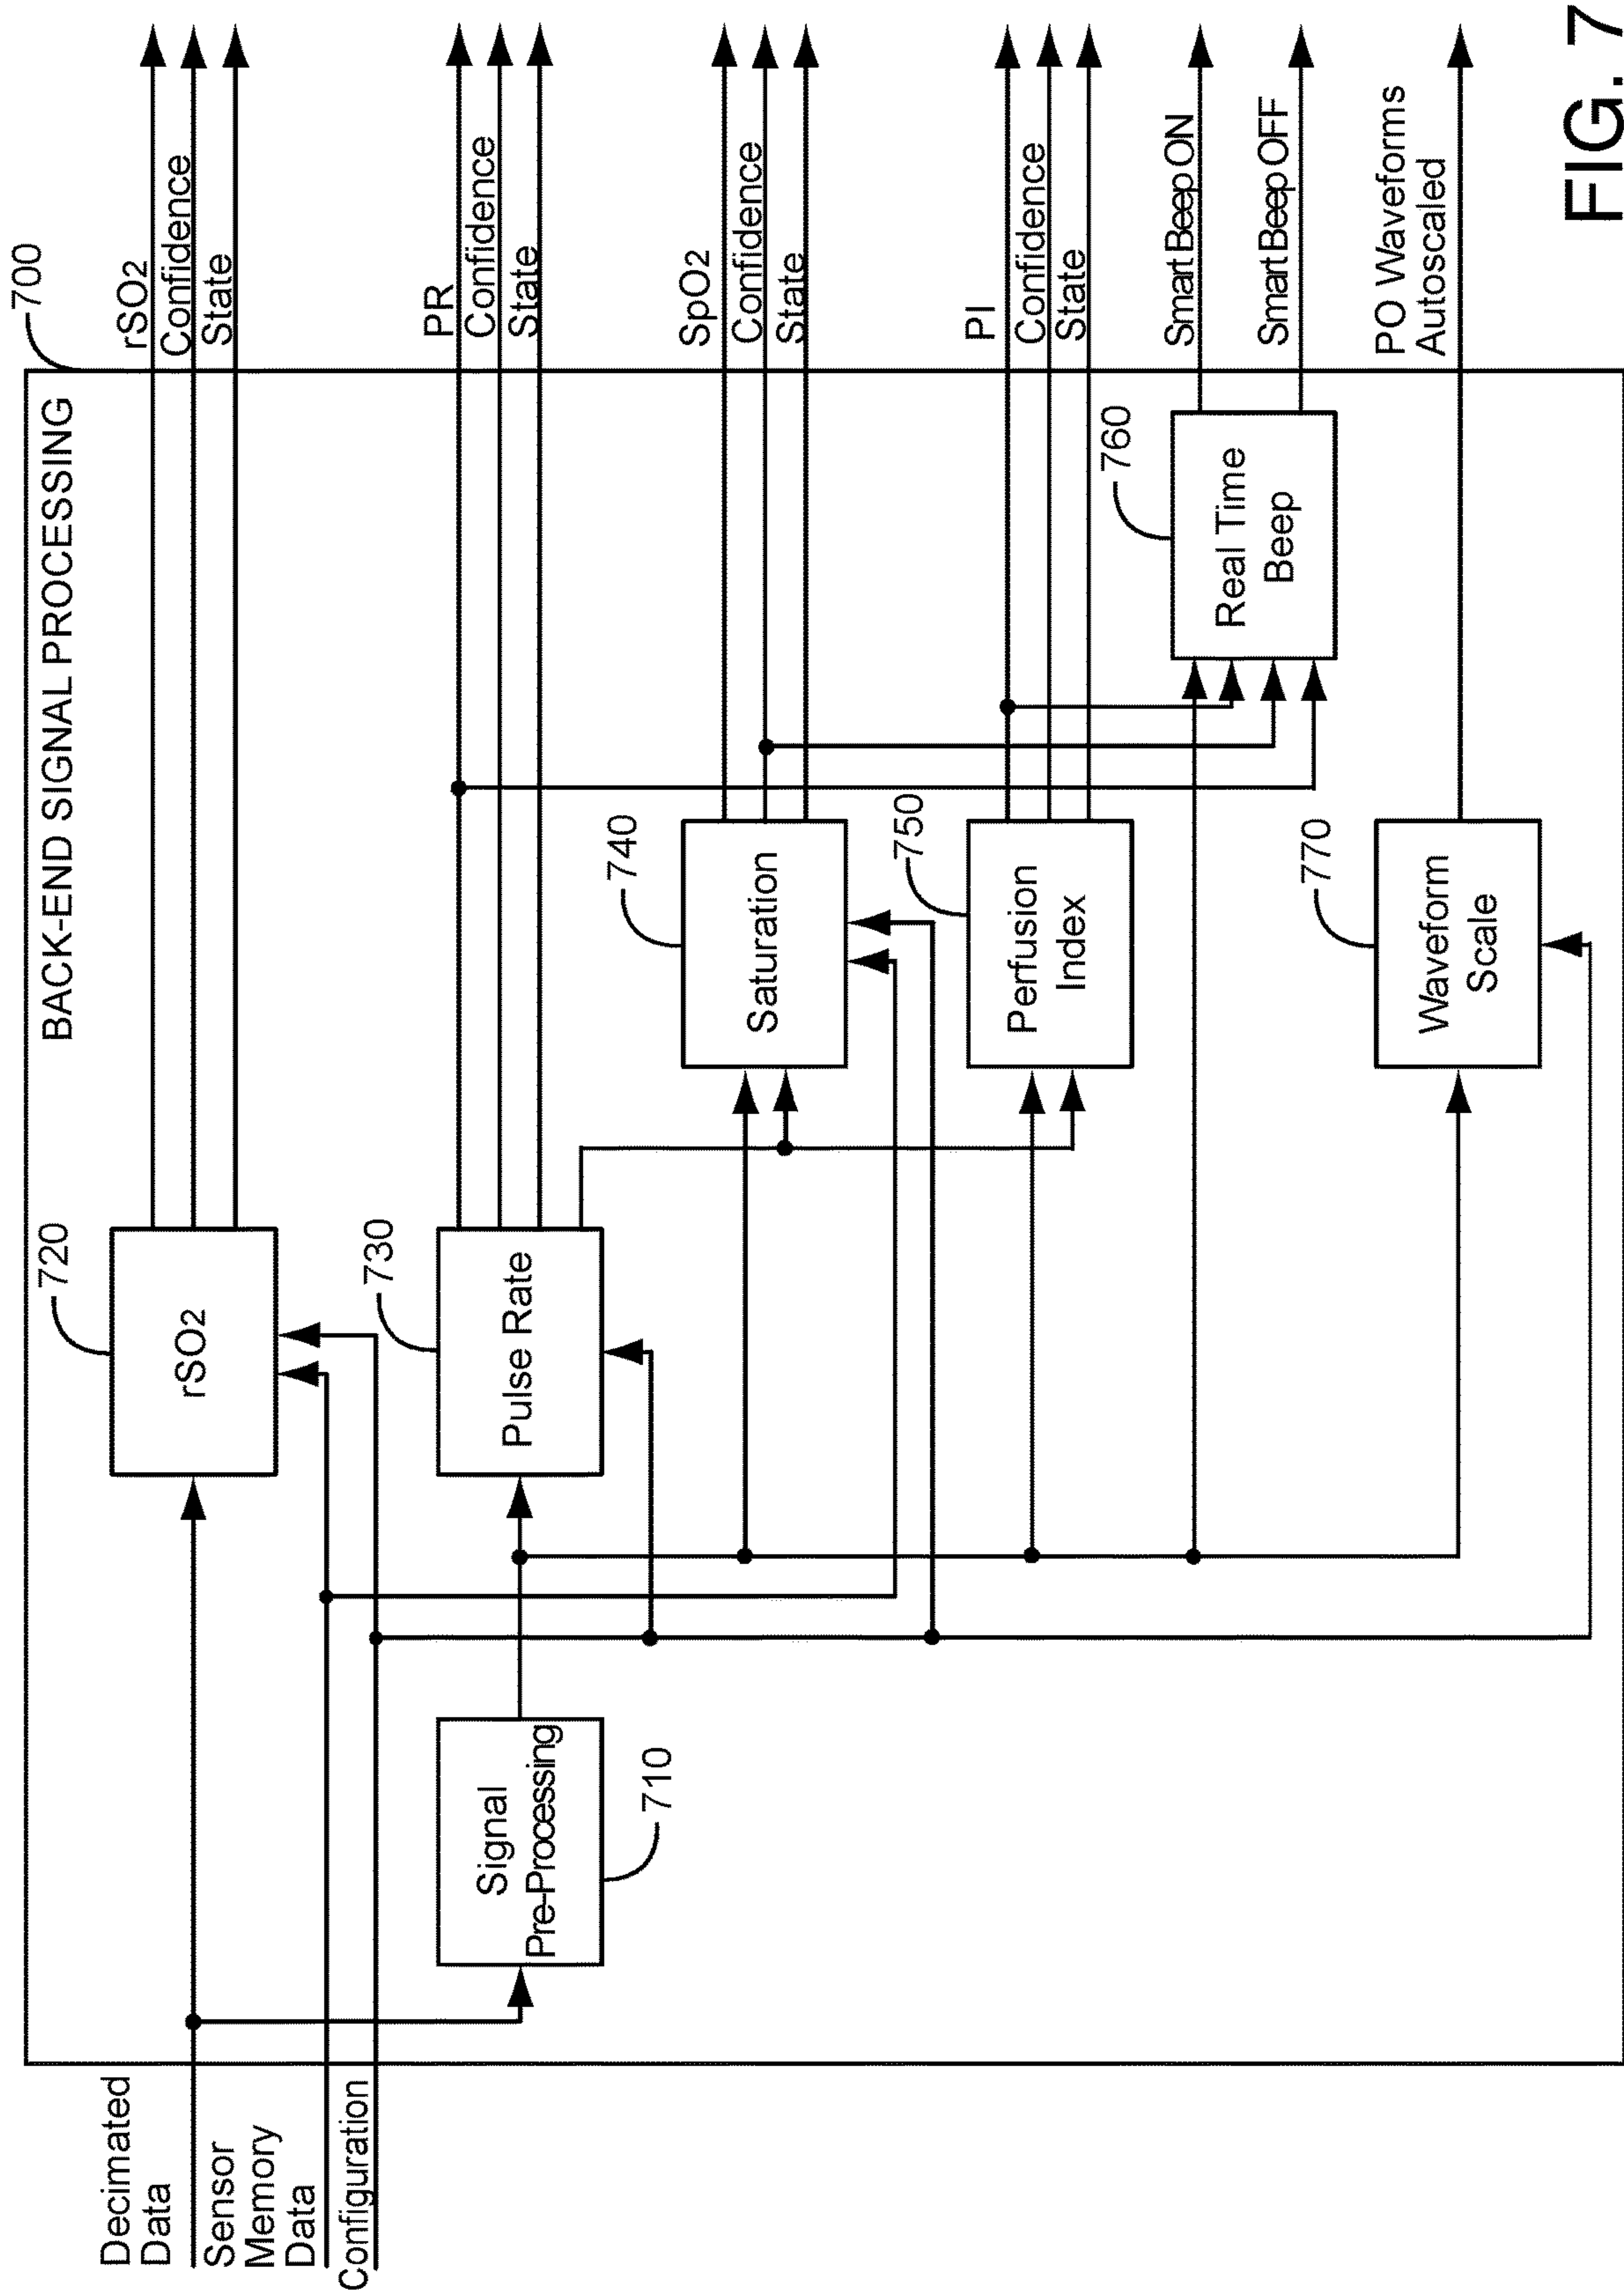 BACK-END SIGNAL PROCESSING
700
Decimated
Data
Sensor
Memory
Data
Configuration
Signal
Pre-Processing
710
rSO2
720
Pulse Rate
730
Saturation
740
Perfusion
Index
750
Real Time
Beep
760
Waveform
Scale
770
rSO2
Confidence
State
PR
Confidence
State
SpO2
Confidence
State
PI
Confidence
State
Smart Beep ON
Smart Beep OFF
PO Waveforms
Autoscaled
FIG. 7